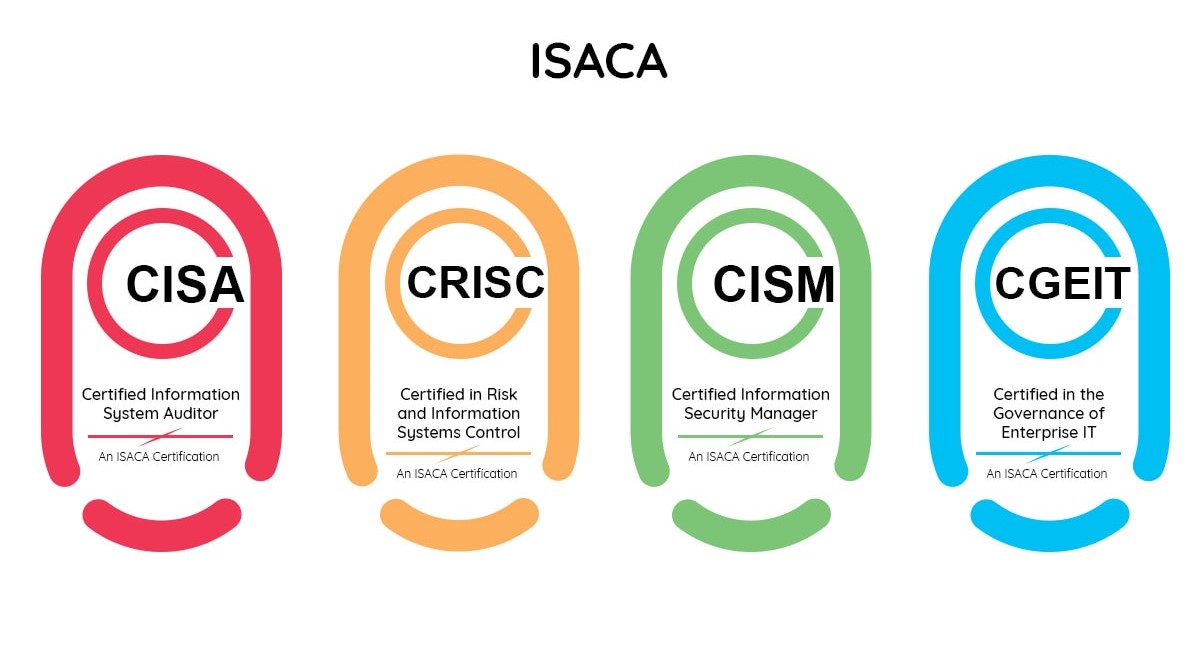 ISACA
CISA
Certified Information
System Auditor
An ISACA Certification
CRISC
Certified in Risk
and Information
Systems Control
An ISACA Certification
CISM
Certified Information
Security Manager
An ISACA Certification
CGEIT
Certified in the
Governance of
Enterprise IT
An ISACA Certification